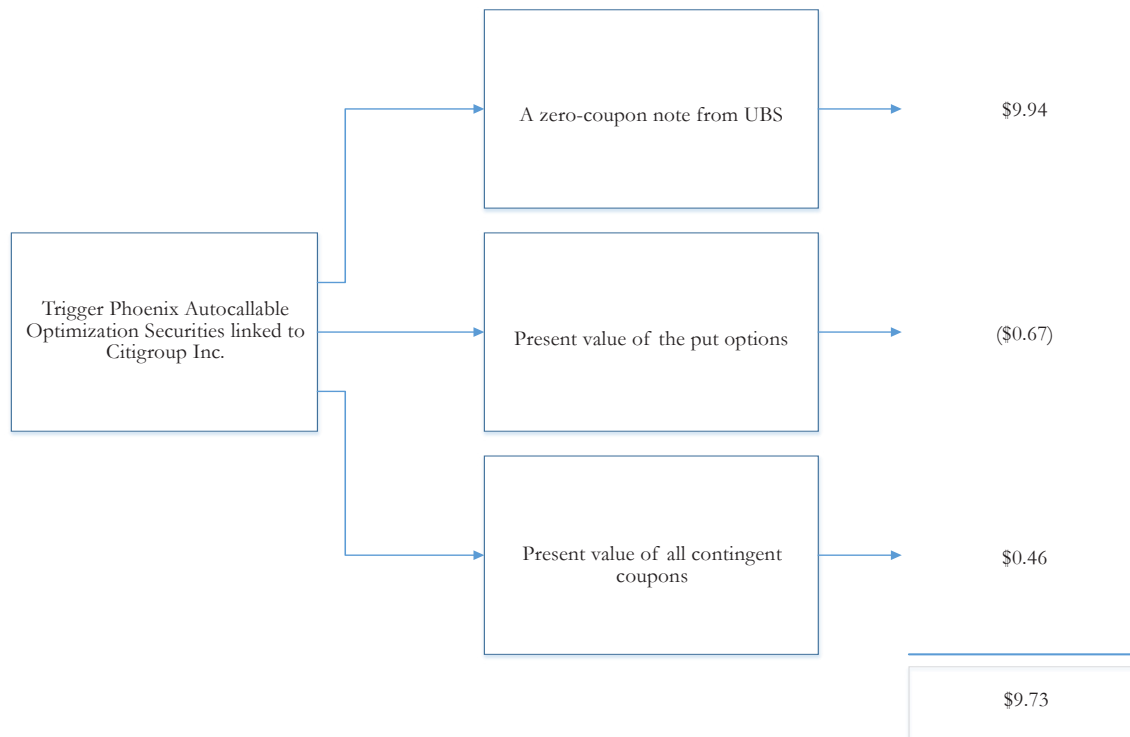 A zero-coupon note from UBS
$9.94
Trigger Phoenix Autocallable
Optimization Securities linked to
Citigroup Inc.
Present value of the put options
($0.67)
Present value of all contingent
coupons
$0.46
$9.73